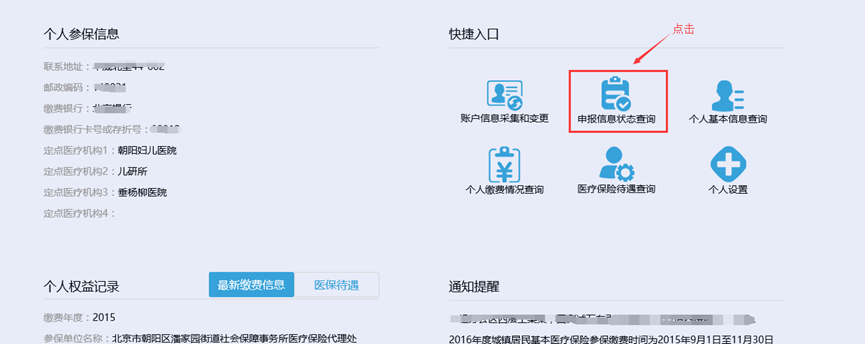 个人参保信息
联系地址：
邮政编码：
缴费银行：
缴费银行卡号或存折号：
定点医疗机构1：朝阳妇儿医院
定点医疗机构2：儿研所
定点医疗机构3：垂杨柳医院
定点医疗机构4：
快捷入口
点击
账户信息采集和变更 申报信息状态查询 个人基本信息查询
个人缴费情况查询 医疗保险待遇查询 个人设置
个人权益记录 最新缴费信息 医保待遇
缴费年度：2015
参保单位名称：北京市朝阳区潘家园街道社会保障事务所医疗保险代理处
通知提醒
2016年度城镇居民基本医疗保险参保缴费时间为2015年9月1日至11月30日